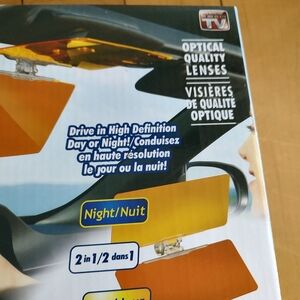 TV
OPTICAL
QUALITY
LENSES
VISIÈRES
DE QUALITÉ
OPTIQUE
Drive in High Definition
Day or Night!/Conduisez
en haute résolution
le jour ou la nuit!
Night/Nuit
2 in 1/2 dans 1